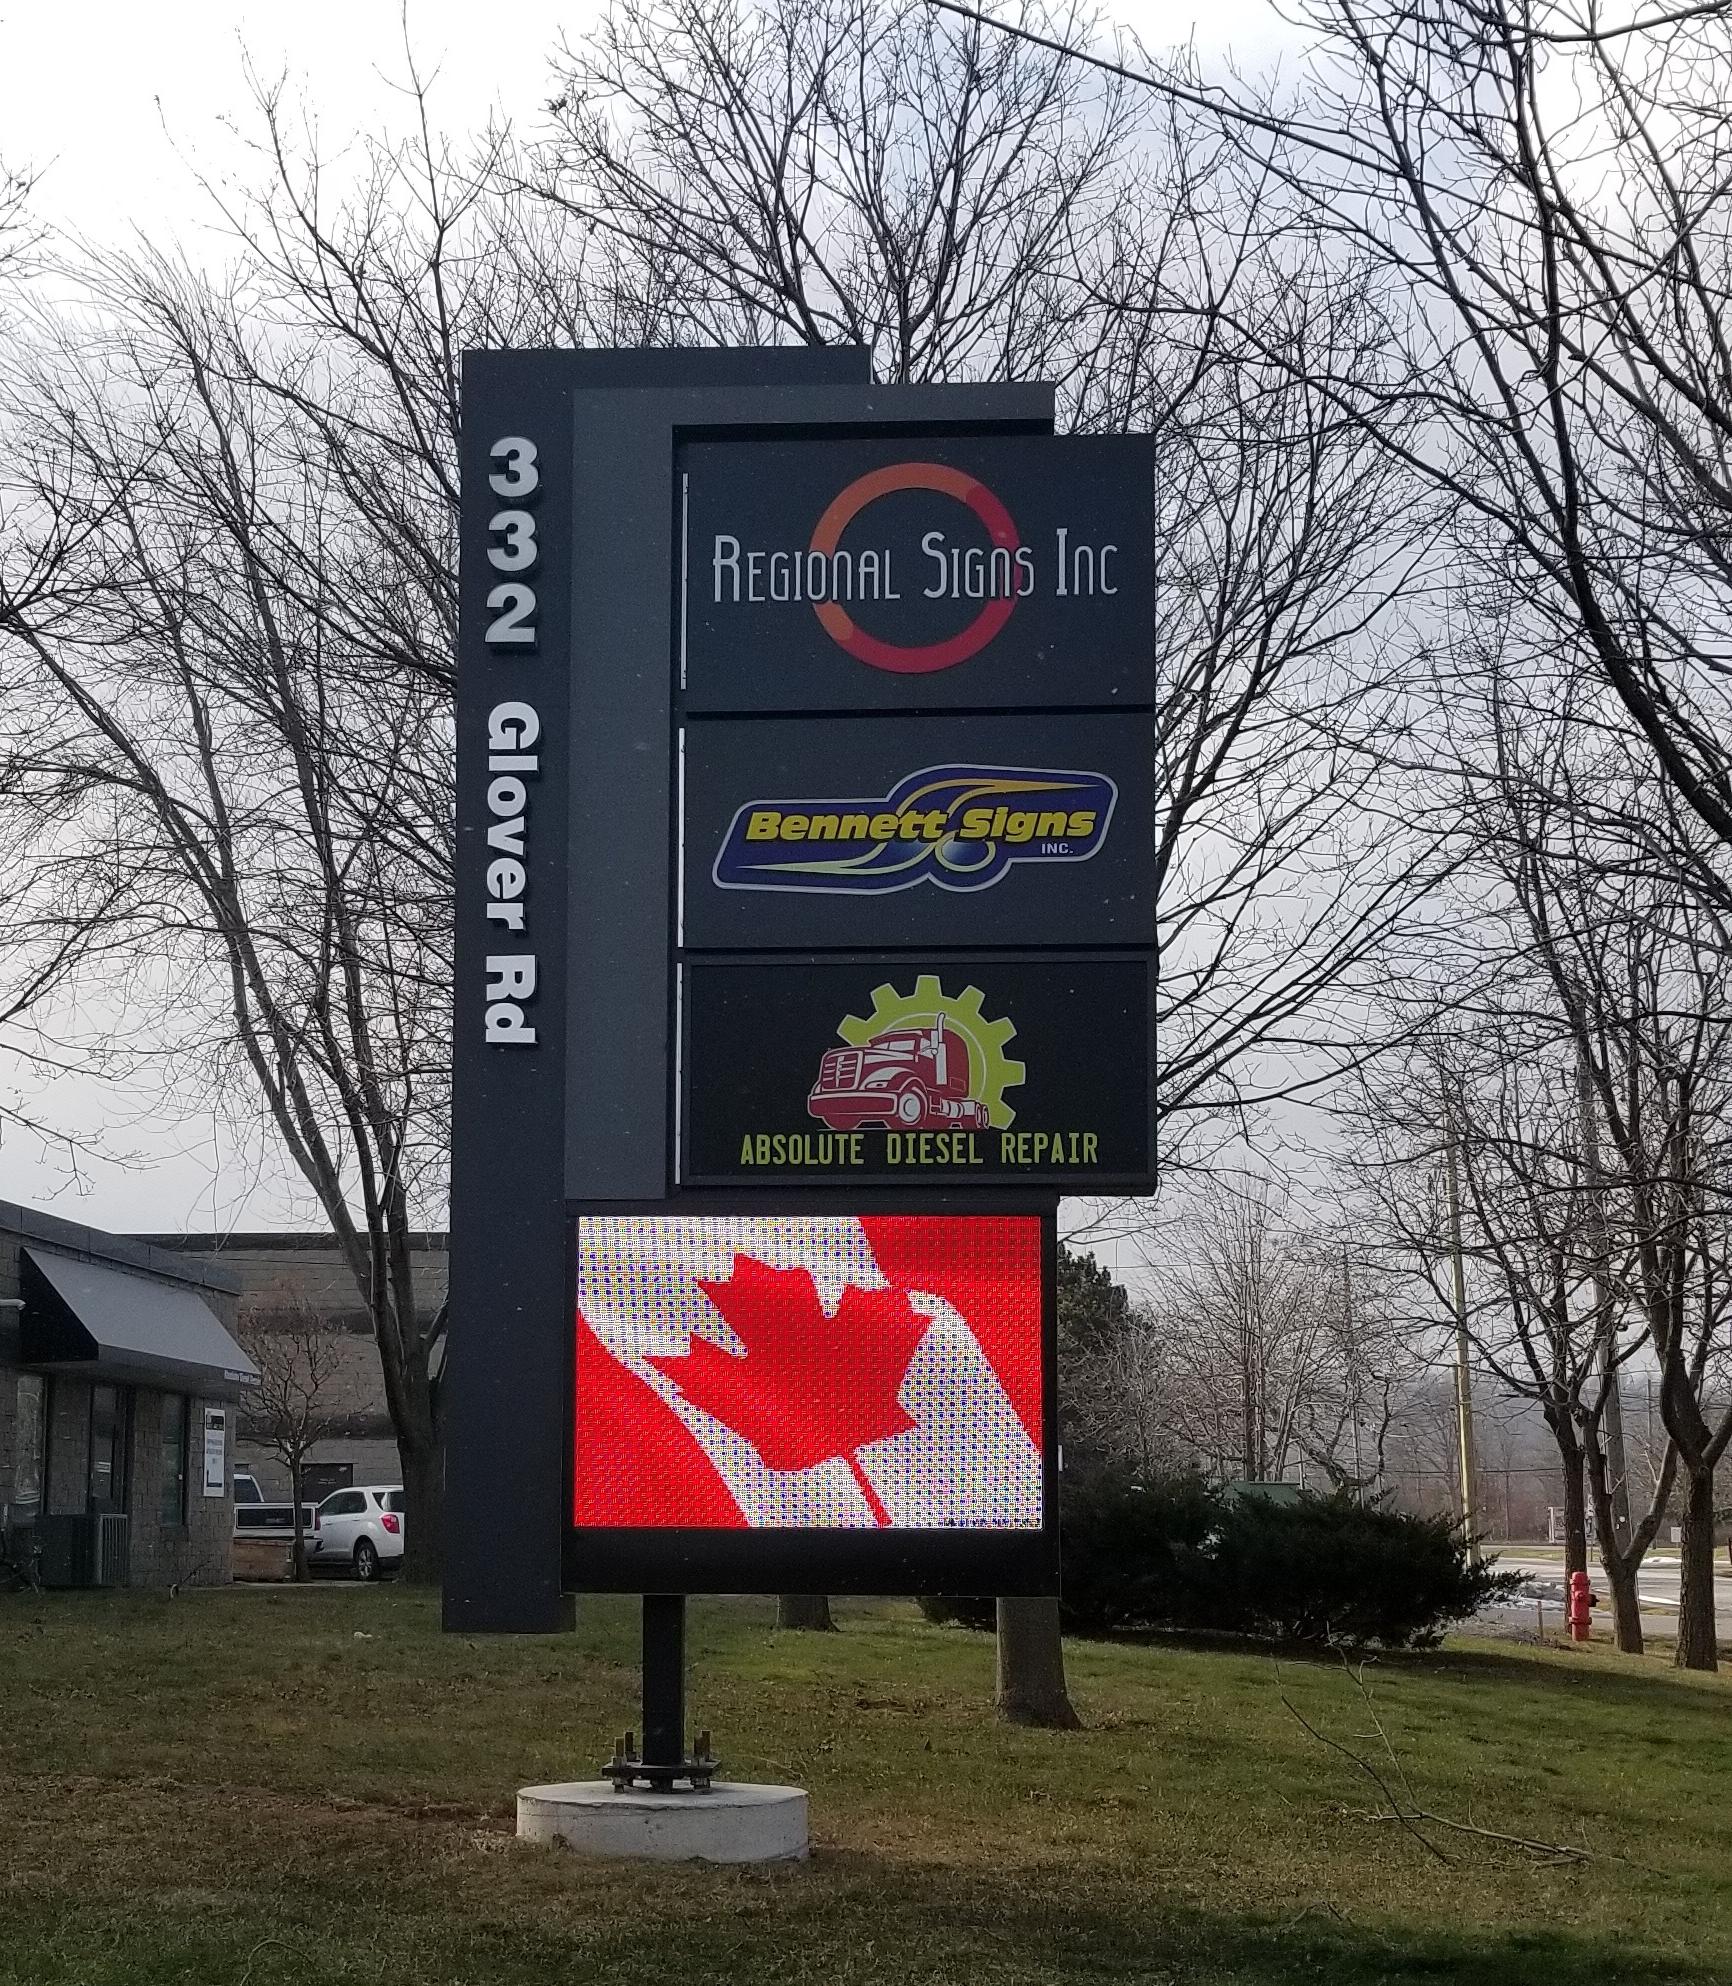 332 Glover Rd
REGIONAL SIGNS INC
Bennett Signs
INC.
ABSOLUTE DIESEL REPAIR